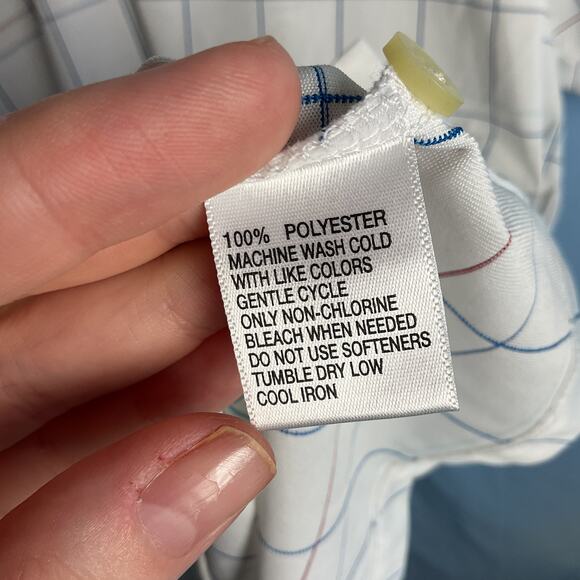 100% POLYESTER
MACHINE WASH COLD
WITH LIKE COLORS
GENTLE CYCLE
ONLY NON-CHLORINE
BLEACH WHEN NEEDED
DO NOT USE SOFTENERS
TUMBLE DRY LOW
COOL IRON